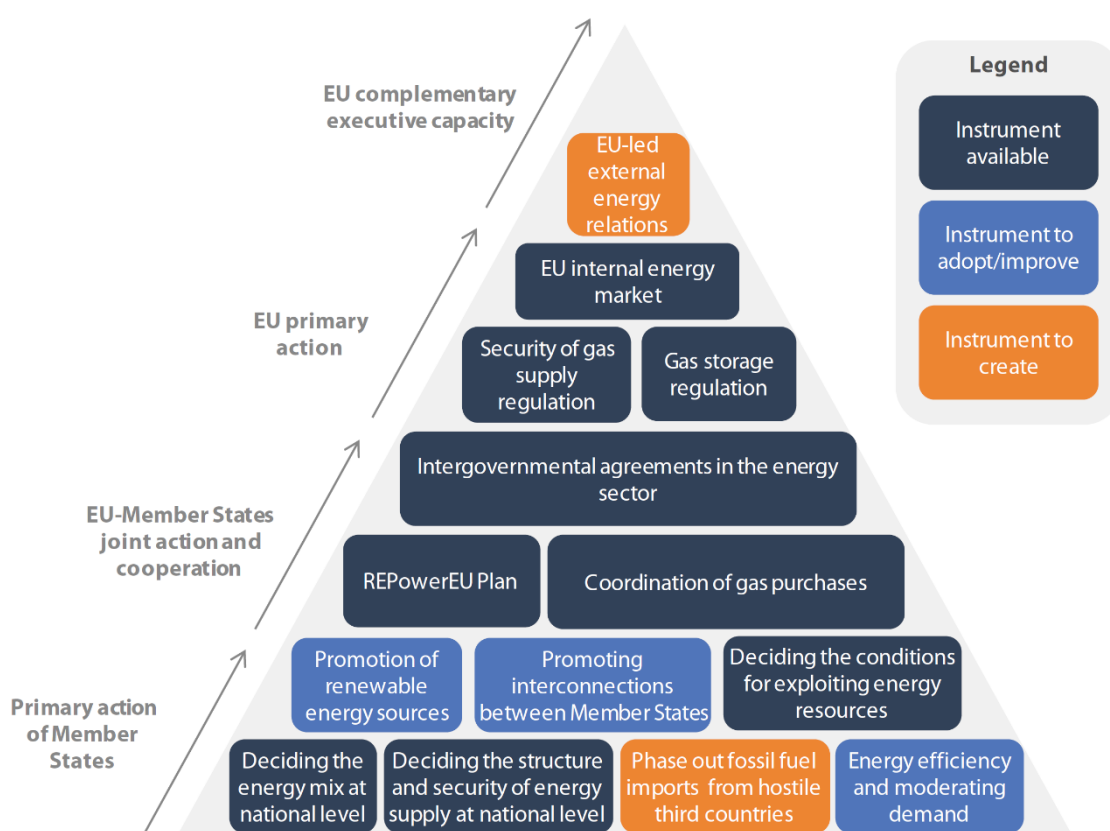 EU complementary
executive capacity
EU primary
action
EU-Member States
joint action and
cooperation
Primary action
of Member
States
EU-led
external
energy
relations
EU internal energy
market
Security of gas
supply
regulation
Gas storage
regulation
Intergovernmental agreements in the energy
sector
REPowerEU Plan
Coordination of gas purchases
Promotion of
renewable
energy sources
Promoting
interconnections
between Member States
Deciding the conditions
for exploiting energy
resources
Deciding the
energy mix at
national level
Deciding the structure
and security of energy
supply at national level
Phase out fossil fuel
imports from hostile
third countries
Energy efficiency
and moderating
demand
Legend
Instrument
available
Instrument to
adopt/improve
Instrument to
create